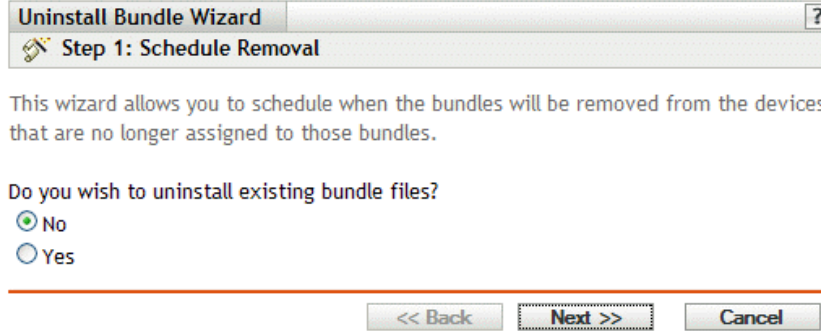 Uninstall Bundle Wizard ?
Step 1: Schedule Removal
This wizard allows you to schedule when the bundles will be removed from the devices
that are no longer assigned to those bundles.
Do you wish to uninstall existing bundle files?
No
Yes
<< Back Next >> Cancel